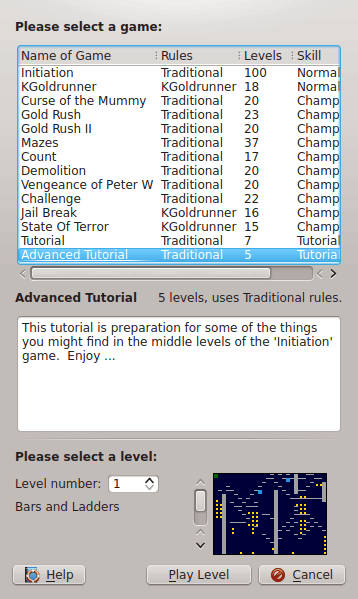 Please select a game:
Name of Game Rules Levels Skill
Initiation Traditional 100 Normal
KGoldrunner KGoldrunner 18 Normal
Curse of the Mummy Traditional 20 Champ
Gold Rush Traditional 23 Champ
Gold Rush II Traditional 20 Champ
Mazes Traditional 37 Champ
Count Traditional 17 Champ
Demolition Traditional 20 Champ
Vengeance of Peter W Traditional 20 Champ
Challenge Traditional 22 Champ
Jail Break KGoldrunner 16 Champ
State Of Terror KGoldrunner 15 Champ
Tutorial Traditional 7 Tutoria
Advanced Tutorial Traditional 5 Tutoria
Advanced Tutorial 5 levels, uses Traditional rules.
This tutorial is preparation for some of the things
you might find in the middle levels of the 'Initiation'
game. Enjoy ...
Please select a level:
Level number: 1
Bars and Ladders
Help Play Level Cancel